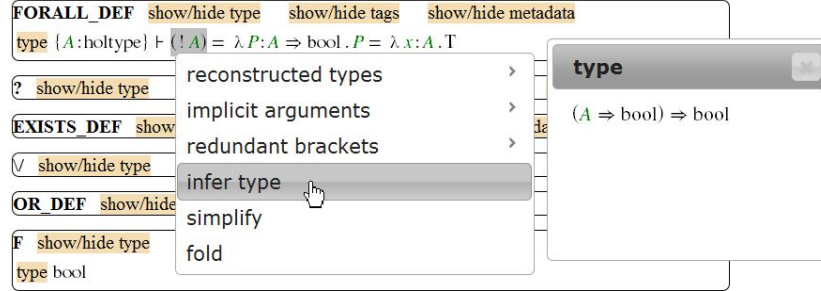 FORALL_DEF show/hide type show/hide tags show/hide metadata
type {A:holtype} ⊢ (! A) = λ P:A ⇒ bool . P = λ x:A . T
? show/hide type
EXISTS_DEF show
\/ show/hide type
OR_DEF show/hide
F show/hide type
type bool
reconstructed types >
implicit arguments >
redundant brackets >
infer type
simplify
fold
type ×
(A ⇒ bool) ⇒ bool